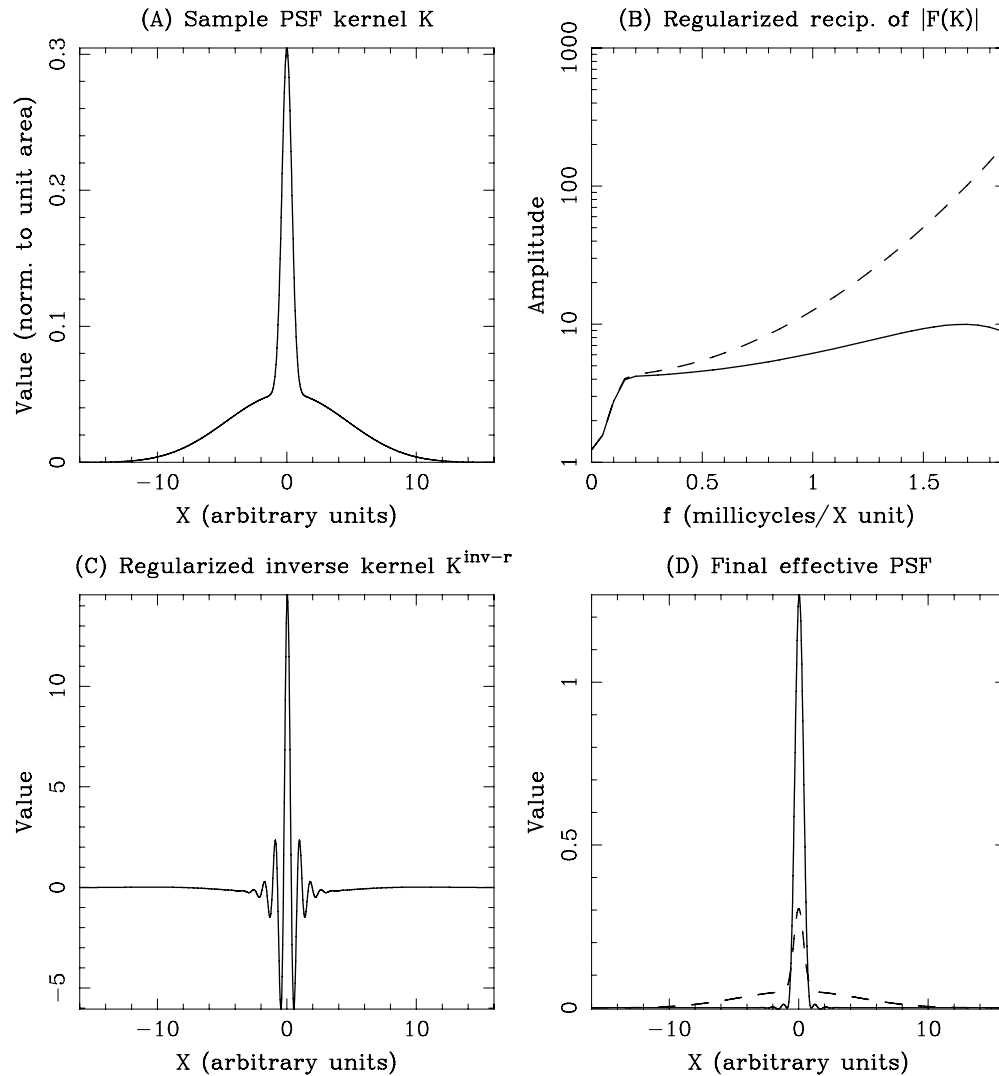 (A) Sample PSF kernel K
Value (norm. to unit area)
0.3
0.2
0.1
0
−10 0 10
X (arbitrary units)
(B) Regularized recip. of |F(K)|
Amplitude
1000
100
10
1
0 0.5 1 1.5
f (millicycles/X unit)
(C) Regularized inverse kernel K^inv−r
Value
10
5
0
−5
−10 0 10
X (arbitrary units)
(D) Final effective PSF
Value
1
0.5
0
−10 0 10
X (arbitrary units)